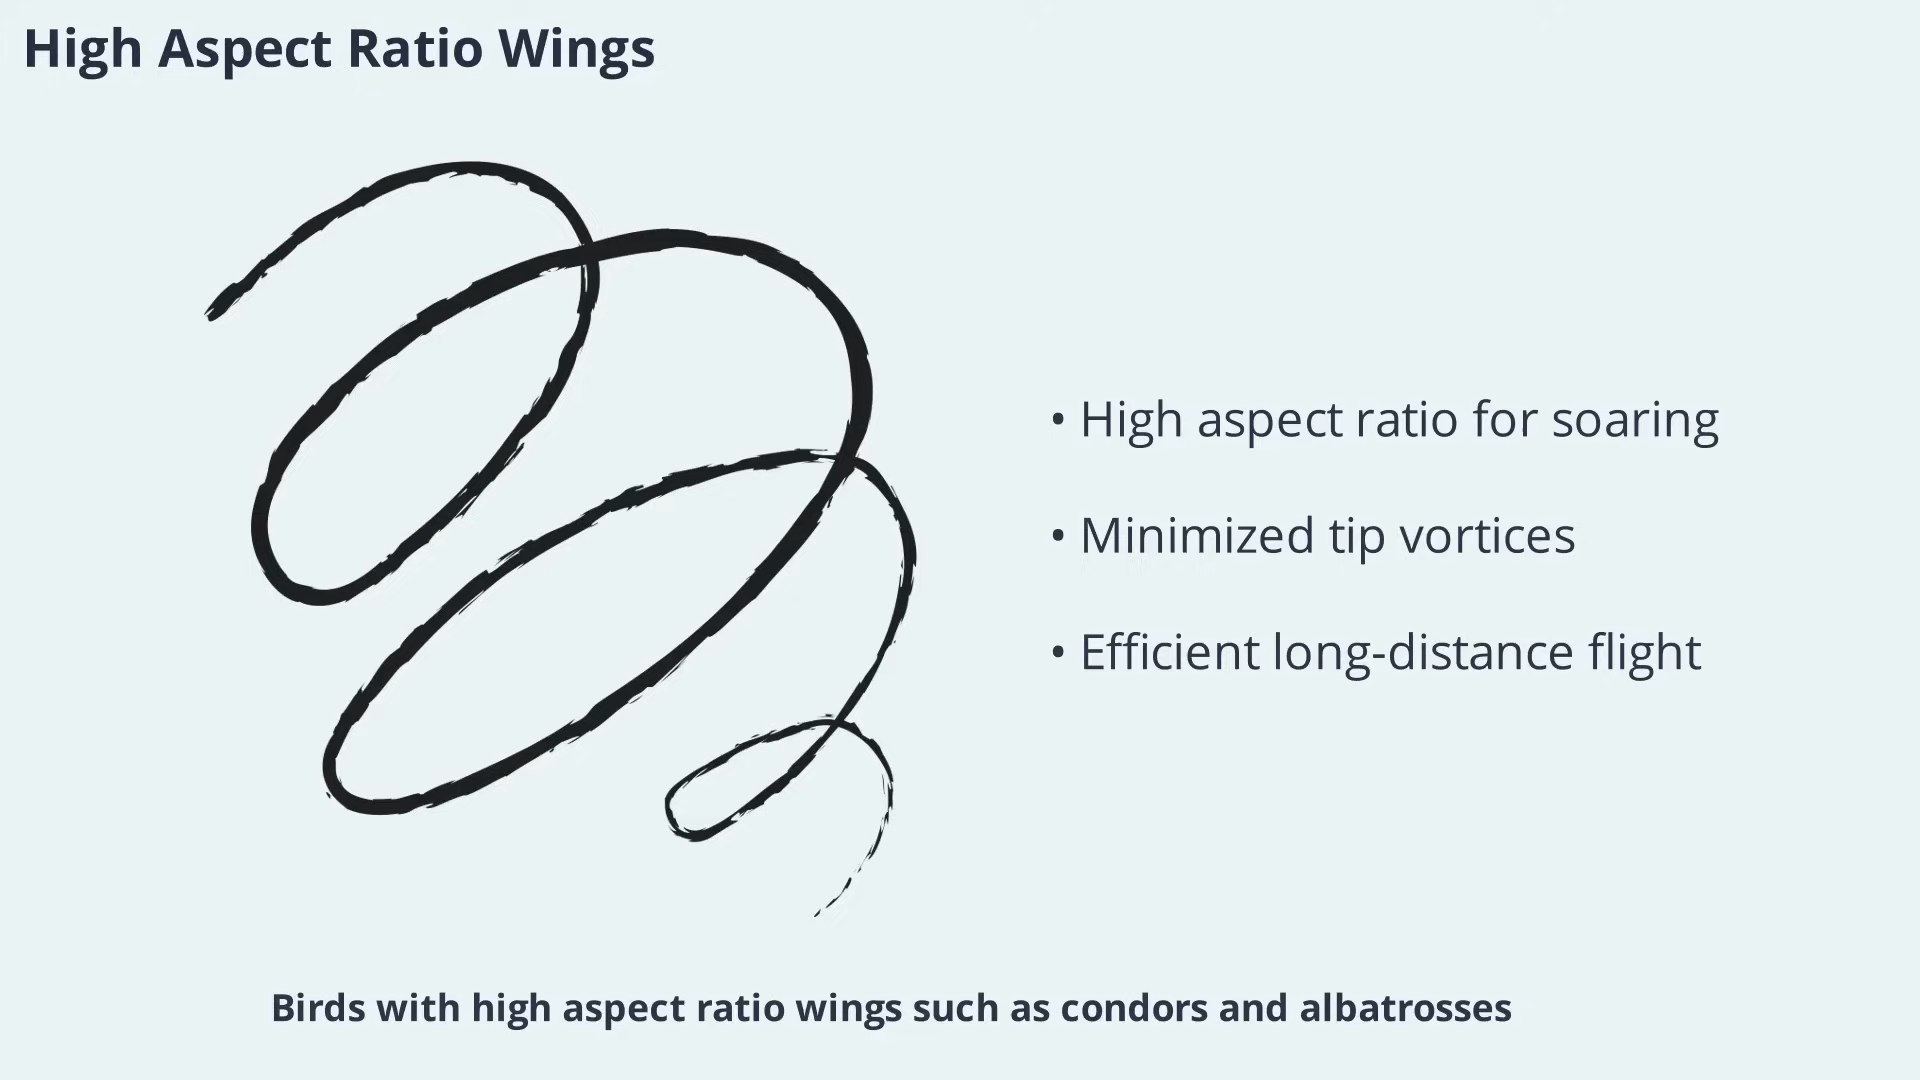 High Aspect Ratio Wings
• High aspect ratio for soaring
• Minimized tip vortices
• Efficient long-distance flight
Birds with high aspect ratio wings such as condors and albatrosses